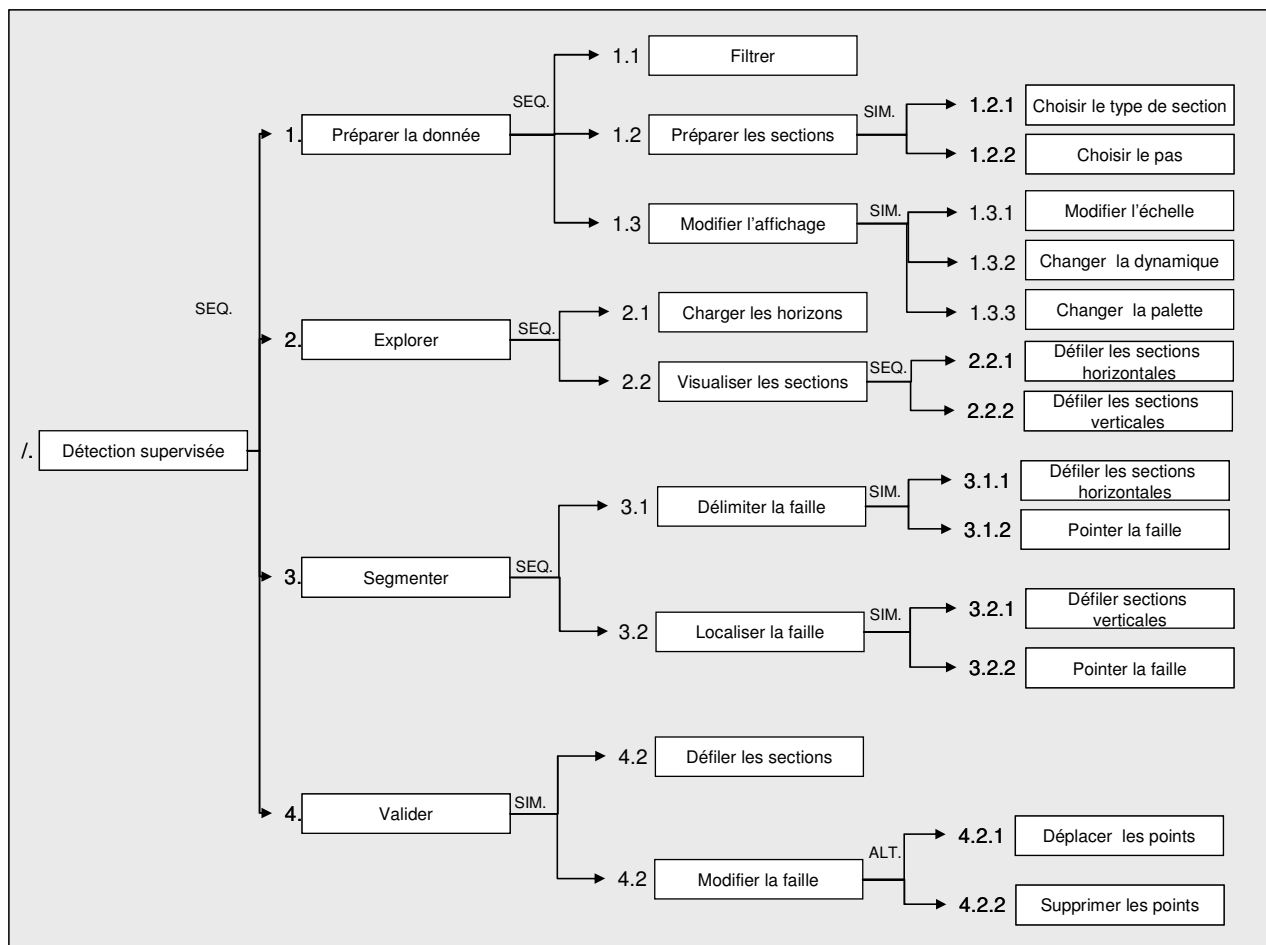 1.1 Filtrer
SEQ.
1. Préparer la donnée
1.2 Préparer les sections
SIM.
1.2.1 Choisir le type de section
1.2.2 Choisir le pas
1.3 Modifier l'affichage
SIM.
1.3.1 Modifier l'échelle
1.3.2 Changer la dynamique
1.3.3 Changer la palette
SEQ.
2. Explorer
SEQ.
2.1 Charger les horizons
2.2 Visualiser les sections
SEQ.
2.2.1 Défiler les sections
horizontales
2.2.2 Défiler les sections
verticales
/. Détection supervisée
3. Segmenter
SEQ.
3.1 Délimiter la faille
SIM.
3.1.1 Défiler les sections
horizontales
3.1.2 Pointer la faille
3.2 Localiser la faille
SIM.
3.2.1 Défiler sections
verticales
3.2.2 Pointer la faille
4. Valider
SIM.
4.2 Défiler les sections
4.2 Modifier la faille
ALT.
4.2.1 Déplacer les points
4.2.2 Supprimer les points